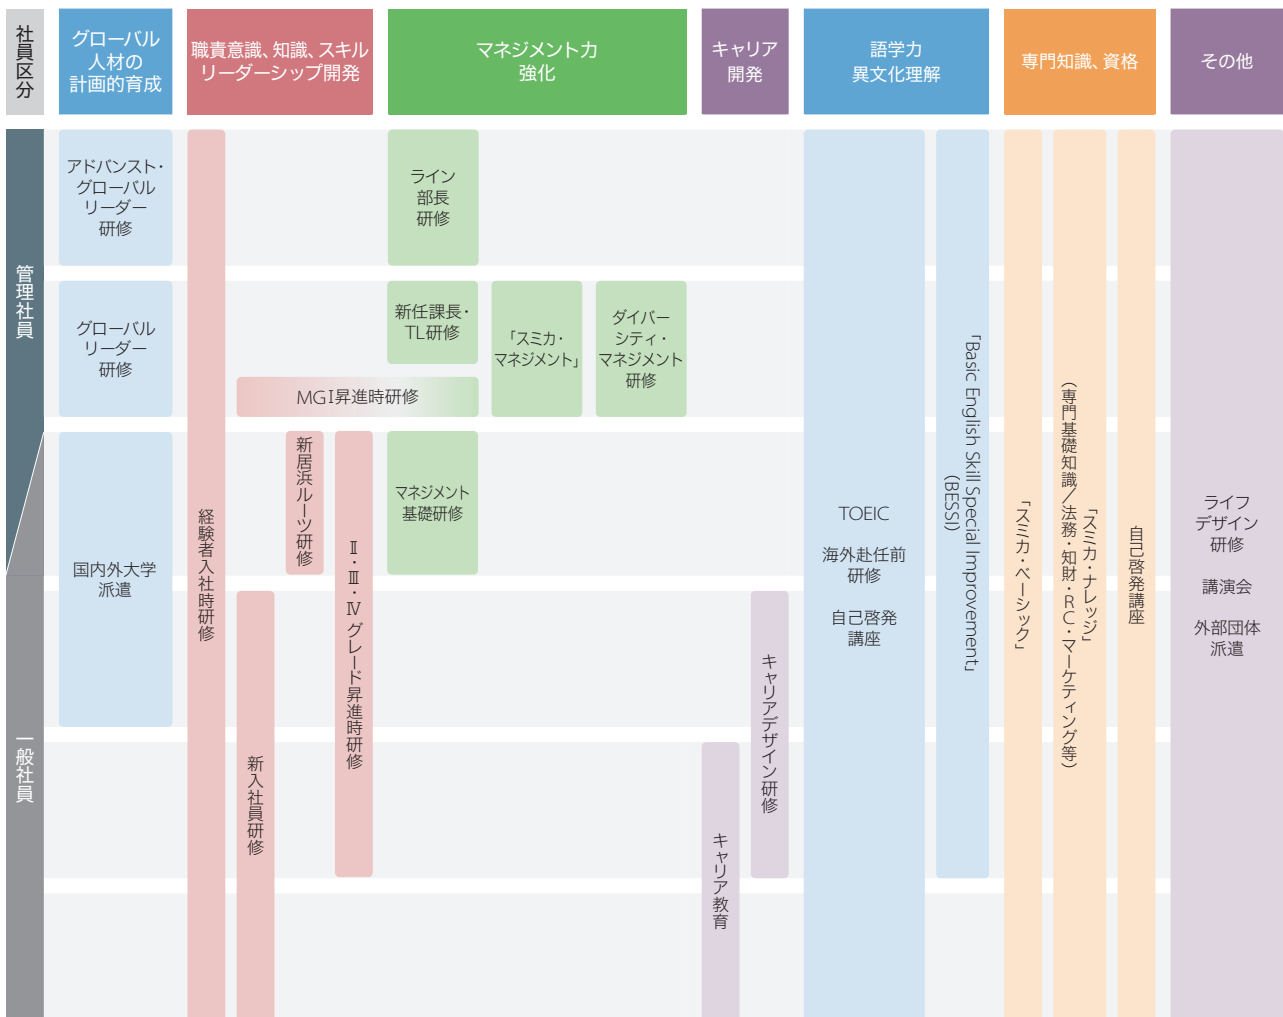 社員区分
グローバル
人材の
計画的育成
職責意識、知識、スキル
リーダーシップ開発
マネジメント力
強化
キャリア
開発
語学力
異文化理解
専門知識、資格
その他
管理社員
一般社員
アドバンスト・
グローバル
リーダー
研修
グローバル
リーダー
研修
国内外大学
派遣
経験者入社時研修
新入社員研修
新居浜ルーツ研修
Ⅱ・Ⅲ・Ⅳ グレード昇進時研修
MGⅠ昇進時研修
ライン
部長
研修
新任課長・
TL研修
「スミカ・
マネジメント」
ダイバー
シティ・
マネジメント
研修
マネジメント
基礎研修
キャリア教育
キャリアデザイン研修
TOEIC
海外赴任前
研修
自己啓発
講座
「Basic English Skill Special Improvement」
（BESSI）
「スミカ・ベーシック」
「スミカ・ナレッジ」
（専門基礎知識／法務・知財・RC・マーケティング等）
自己啓発講座
ライフ
デザイン
研修
講演会
外部団体
派遣